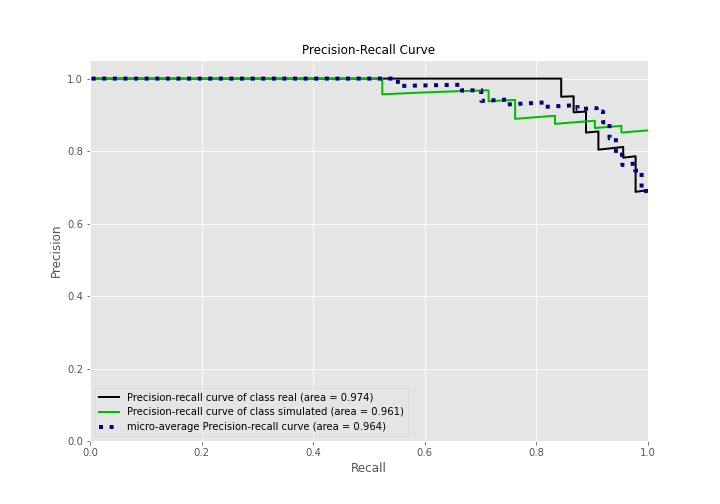 Precision-Recall Curve
1.0
0.8
0.6
0.4
0.2
0.0
Precision
Precision-recall curve of class real (area = 0.974)
Precision-recall curve of class simulated (area = 0.961)
micro-average Precision-recall curve (area = 0.964)
0.0 0.2 0.4 0.6 0.8 1.0
Recall